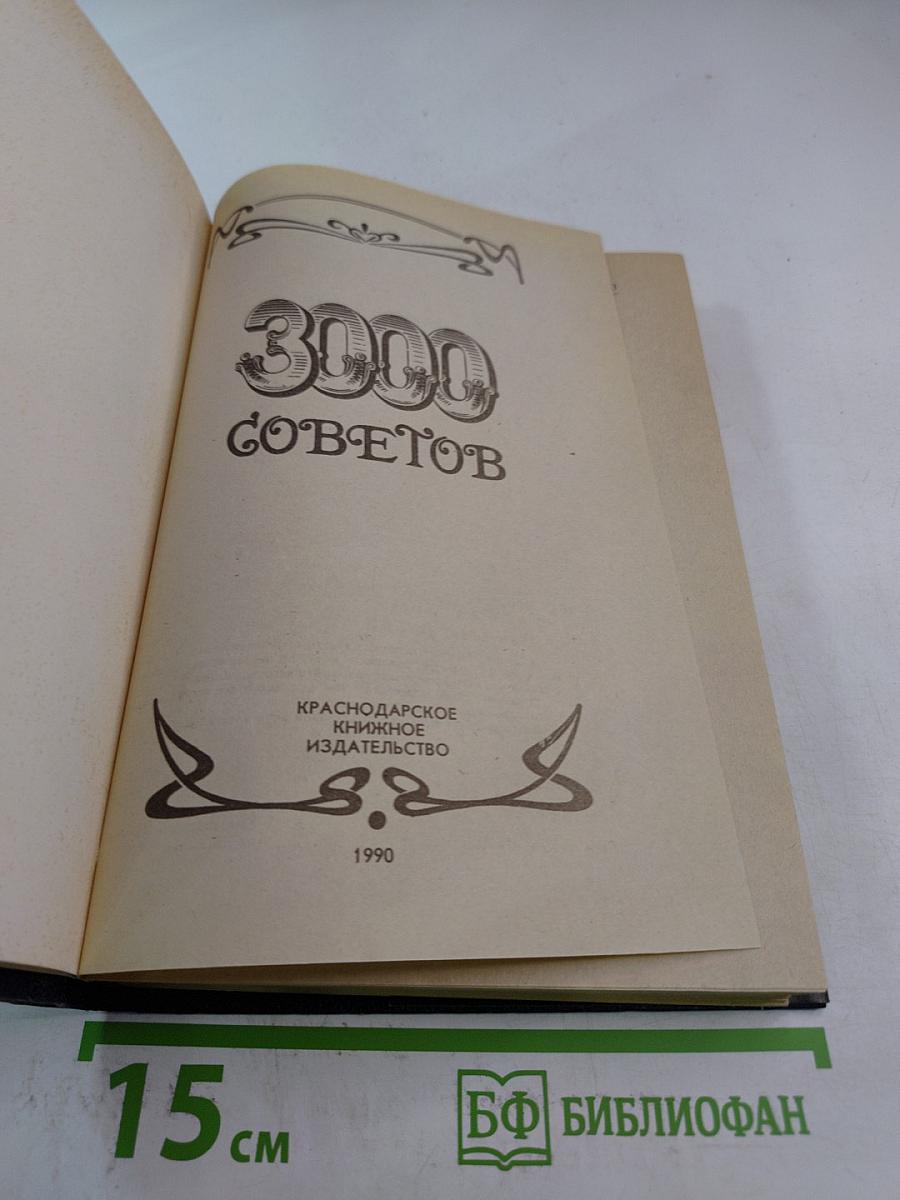 3000
СОВЕТОВ
КРАСНОДАРСКОЕ
КНИЖНОЕ
ИЗДАТЕЛЬСТВО
1990
15 см
БФ БИБЛИОФАН